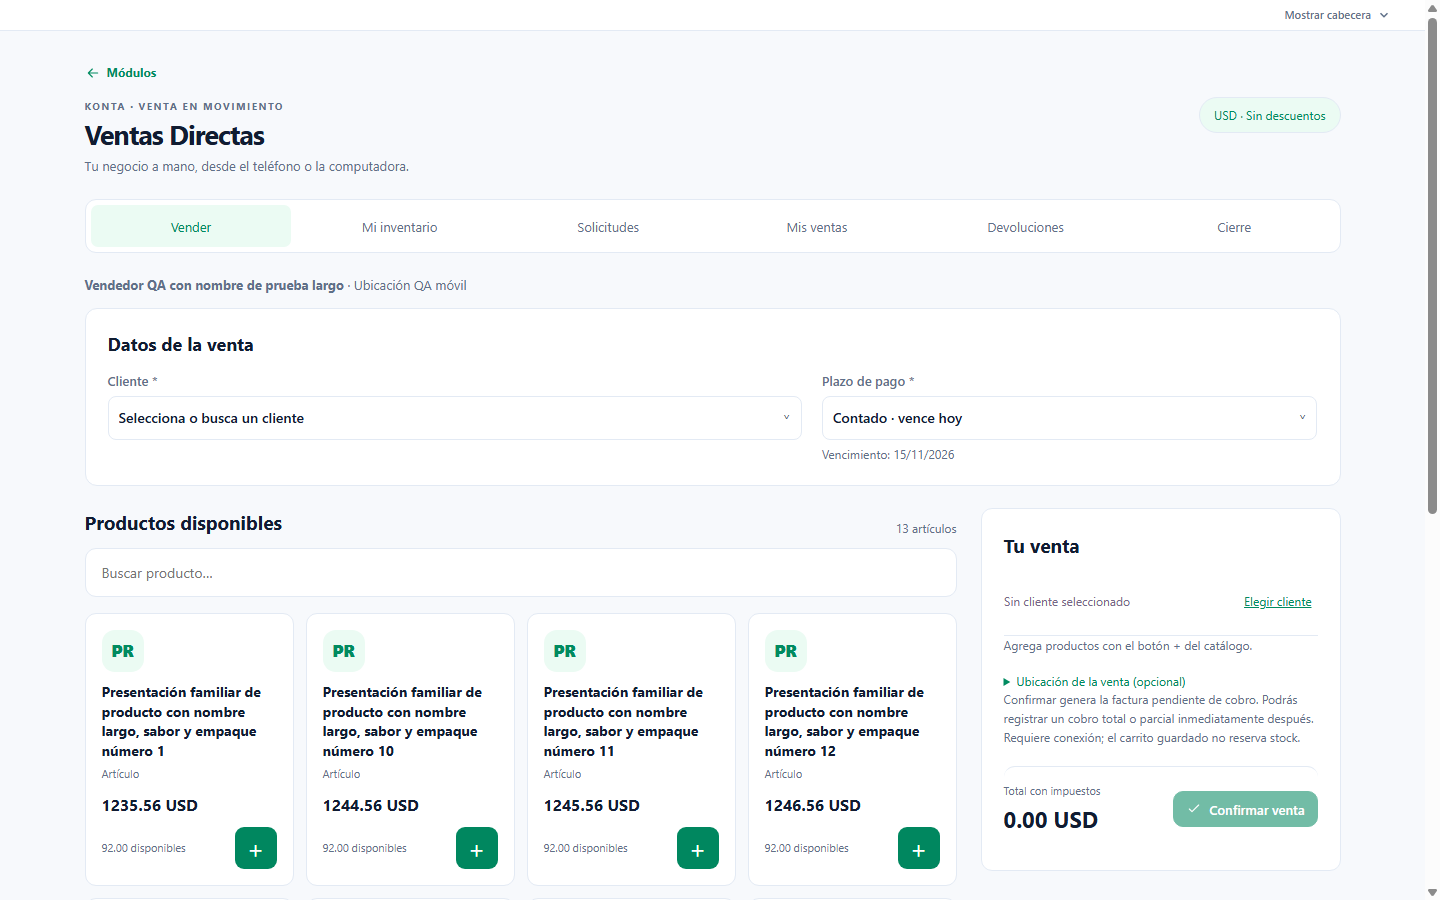 Mostrar cabecera
← Módulos
KONTA · VENTA EN MOVIMIENTO
Ventas Directas
Tu negocio a mano, desde el teléfono o la computadora.
USD · Sin descuentos
Vender
Mi inventario
Solicitudes
Mis ventas
Devoluciones
Cierre
Vendedor QA con nombre de prueba largo · Ubicación QA móvil
Datos de la venta
Cliente *
Selecciona o busca un cliente
Plazo de pago *
Contado · vence hoy
Vencimiento: 15/11/2026
Productos disponibles
13 artículos
Buscar producto...
PR
Presentación familiar de
producto con nombre
largo, sabor y empaque
número 1
Artículo
1235.56 USD
92.00 disponibles
+
PR
Presentación familiar de
producto con nombre
largo, sabor y empaque
número 10
Artículo
1244.56 USD
92.00 disponibles
+
PR
Presentación familiar de
producto con nombre
largo, sabor y empaque
número 11
Artículo
1245.56 USD
92.00 disponibles
+
PR
Presentación familiar de
producto con nombre
largo, sabor y empaque
número 12
Artículo
1246.56 USD
92.00 disponibles
+
Tu venta
Sin cliente seleccionado
Elegir cliente
Agrega productos con el botón + del catálogo.
Ubicación de la venta (opcional)
Confirmar genera la factura pendiente de cobro. Podrás
registrar un cobro total o parcial inmediatamente después.
Requiere conexión; el carrito guardado no reserva stock.
Total con impuestos
0.00 USD
Confirmar venta